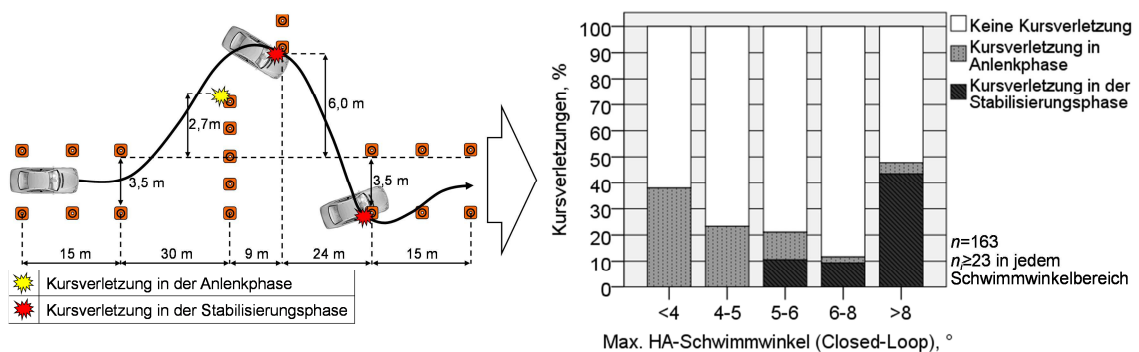 6,0 m
2,7m
3,5 m
3,5 m
15 m
30 m
9 m
24 m
15 m
Kursverletzung in der Anlenkphase
Kursverletzung in der Stabilisierungsphase
Kursverletzungen, %
100
90
80
70
60
50
40
30
20
10
0
<4
4-5
5-6
6-8
>8
Max. HA-Schwimmwinkel (Closed-Loop), °
Keine Kursverletzung
Kursverletzung in
Anlenkphase
Kursverletzung in der
Stabilisierungsphase
n=163
nᵢ≥23 in jedem
Schwimmwinkelbereich